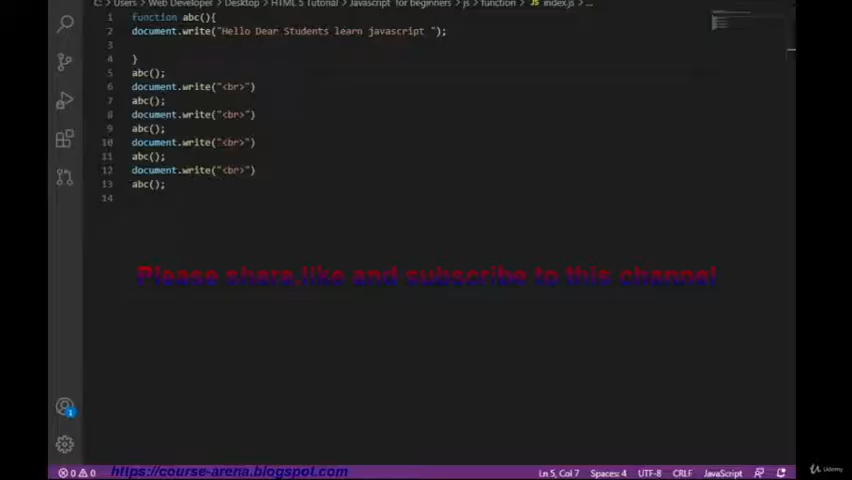 C: > Users > Web Developer > Desktop > HTML 5 Tutorial > Javascript for beginners > js > function > JS index.js > ...
1 function abc(){
2 document.write("Hello Dear Students learn javascript ");
3
4 }
5 abc();
6 document.write("<br>")
7 abc();
8 document.write("<br>")
9 abc();
10 document.write("<br>")
11 abc();
12 document.write("<br>")
13 abc();
14
Please share,like and subscribe to this channel
1
0 0 https://course-arena.blogspot.com Ln 5, Col 7 Spaces: 4 UTF-8 CRLF JavaScript
Udemy